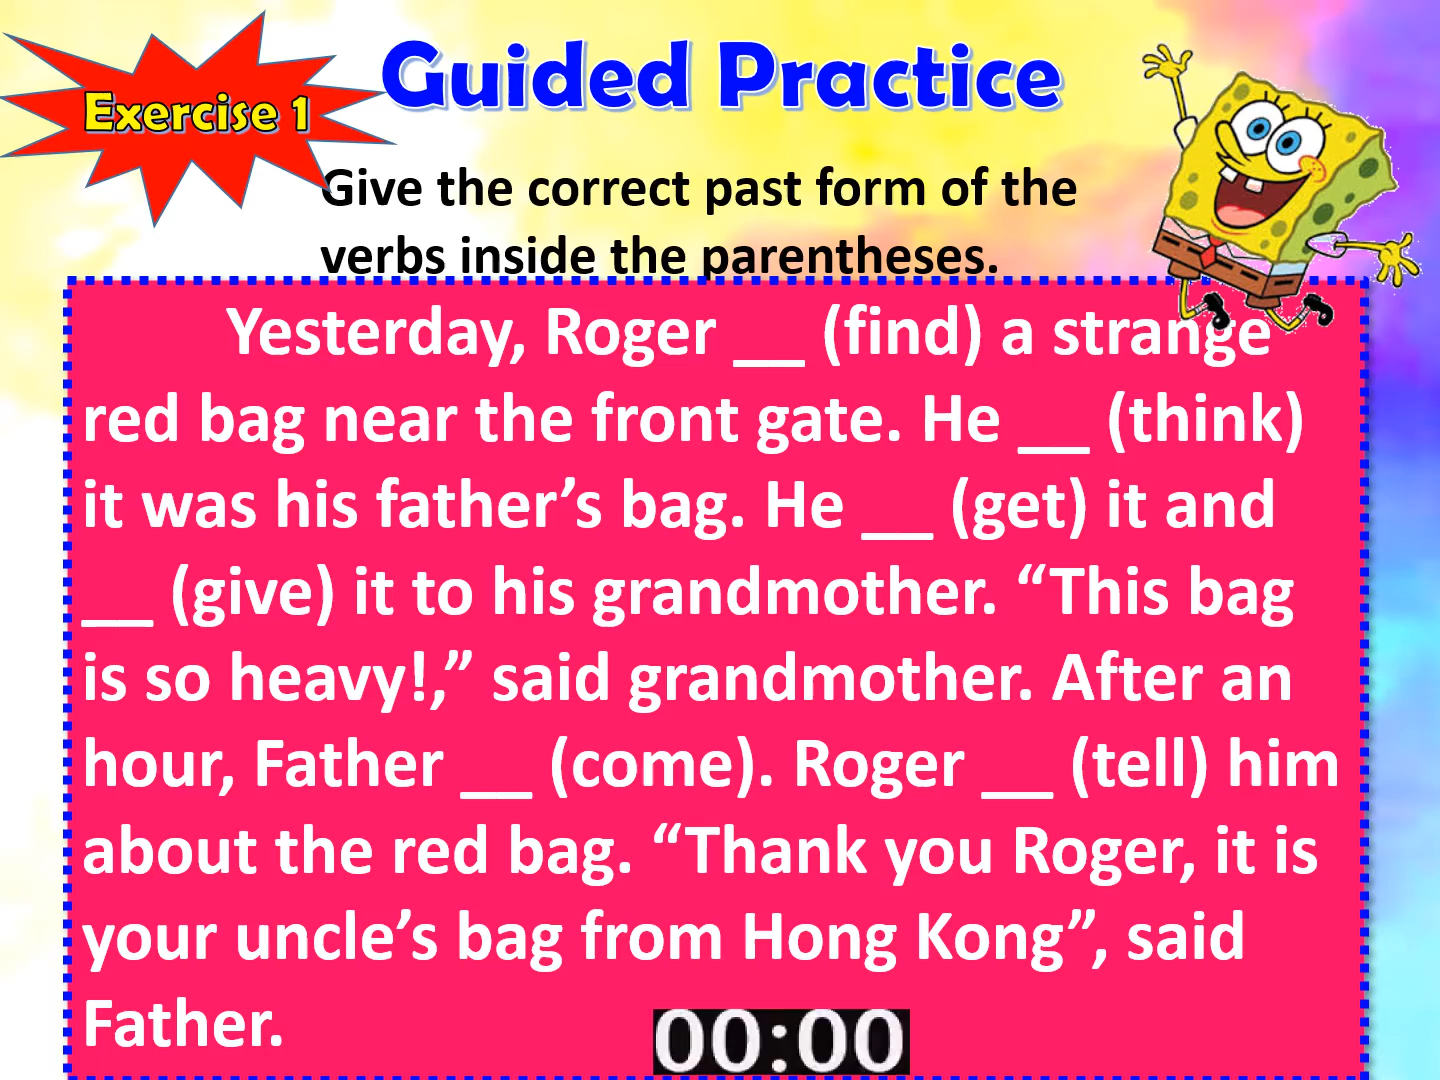 Exercise 1
Guided Practice
Give the correct past form of the
verbs inside the parentheses.
Yesterday, Roger __ (find) a strange
red bag near the front gate. He __ (think)
it was his father’s bag. He __ (get) it and
__ (give) it to his grandmother. “This bag
is so heavy!,” said grandmother. After an
hour, Father __ (come). Roger __ (tell) him
about the red bag. “Thank you Roger, it is
your uncle’s bag from Hong Kong”, said
Father.
00:00